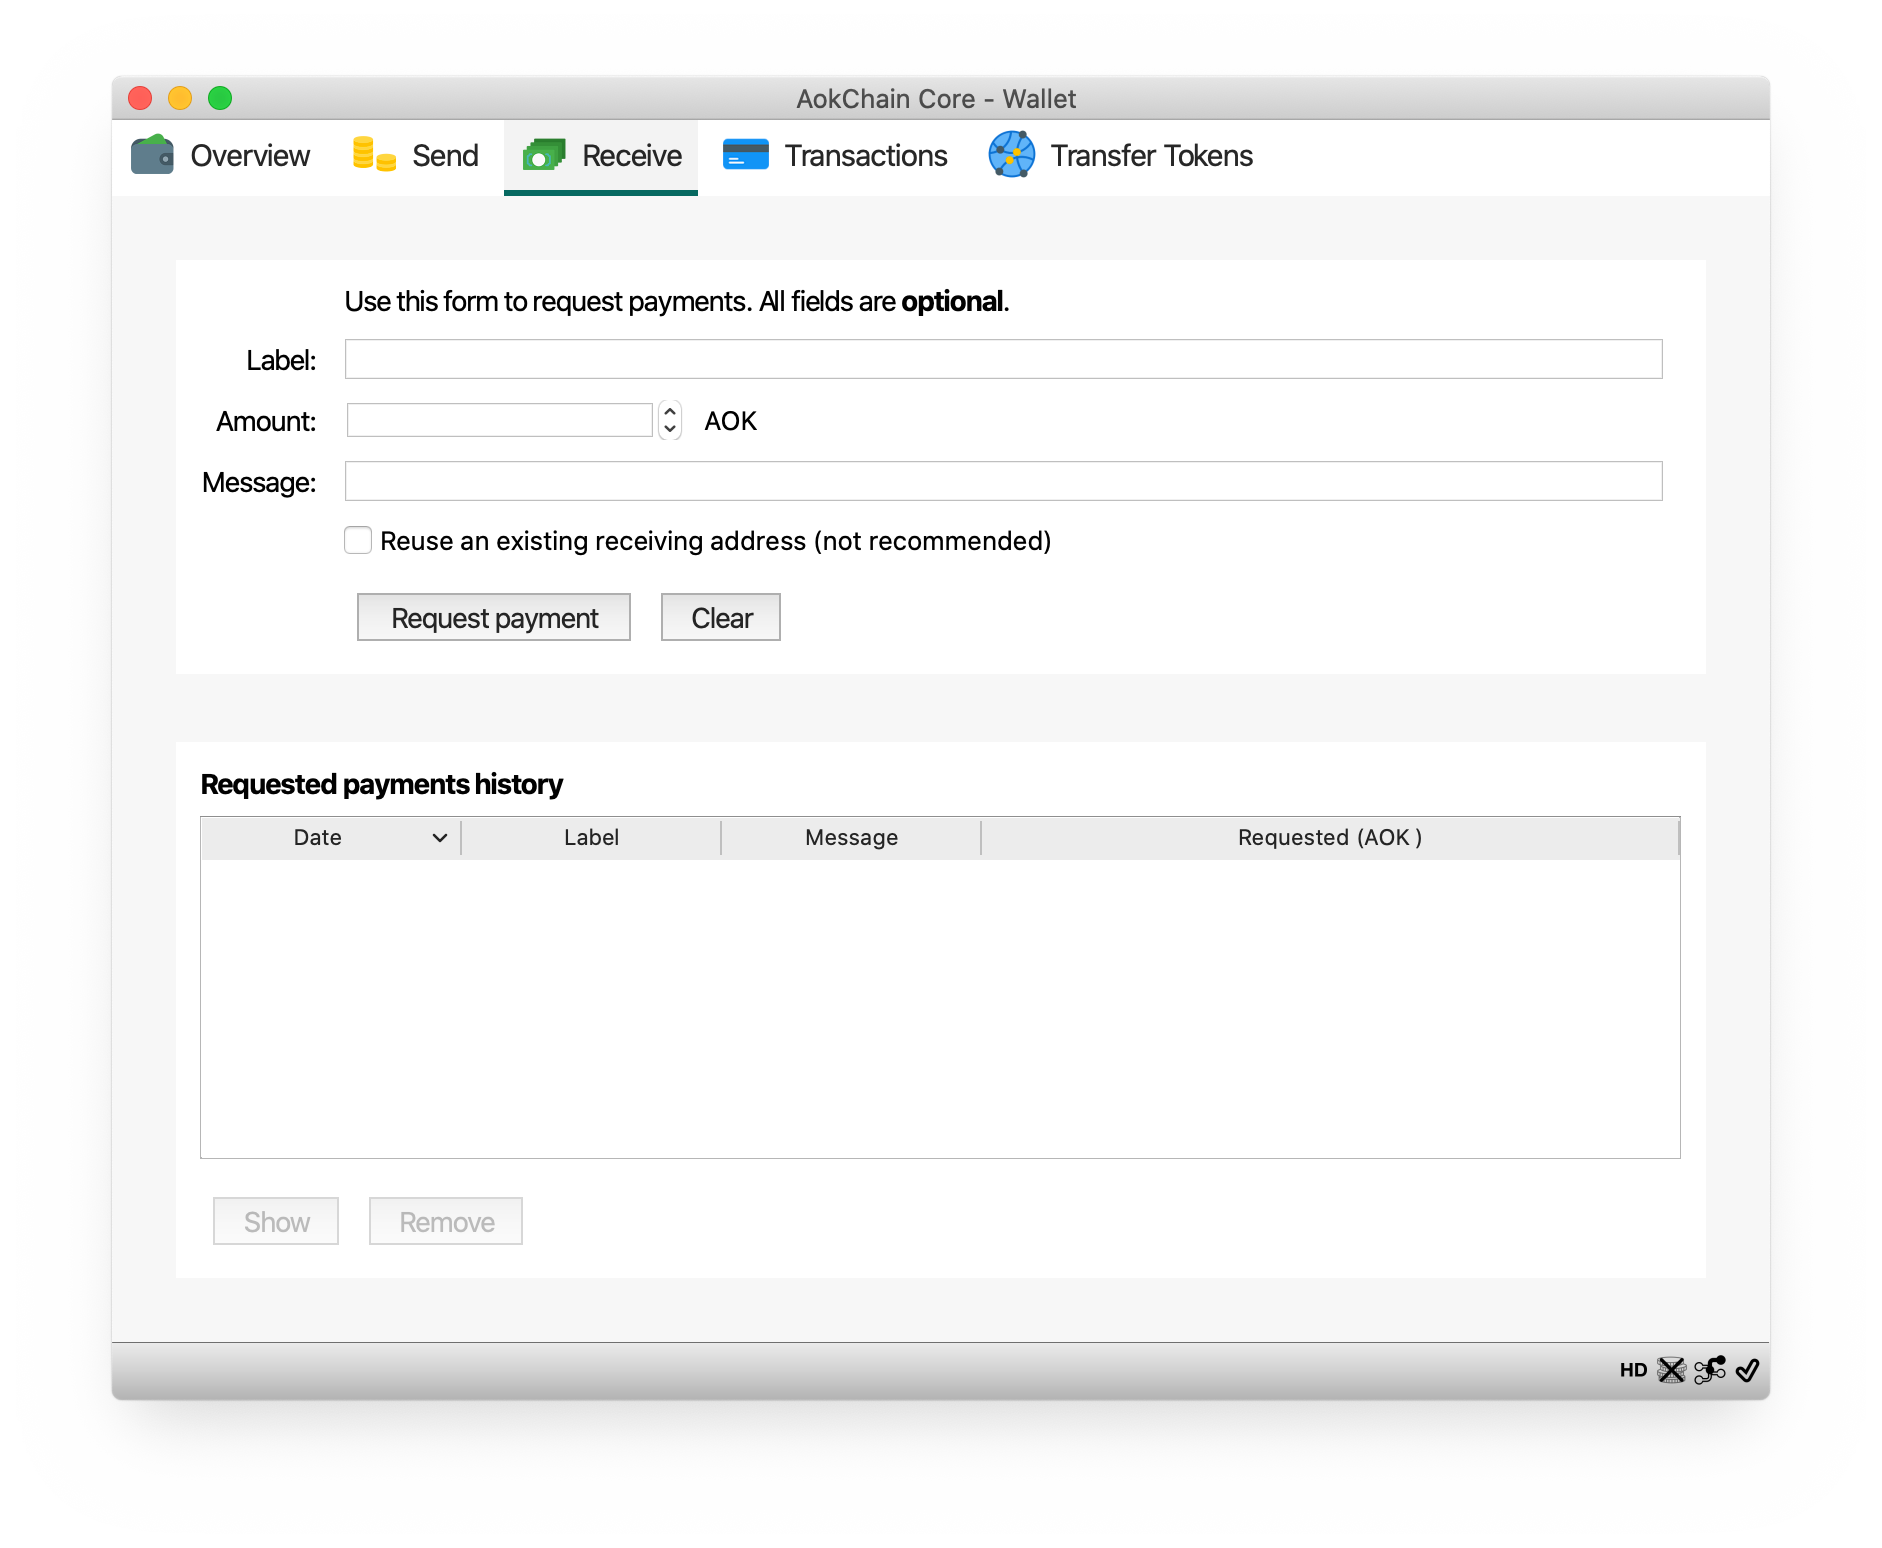 AokChain Core - Wallet
Overview Send Receive Transactions Transfer Tokens
Use this form to request payments. All fields are optional.
Label:
Amount: AOK
Message:
Reuse an existing receiving address (not recommended)
Request payment Clear
Requested payments history
Date Label Message Requested (AOK )
Show Remove
HD